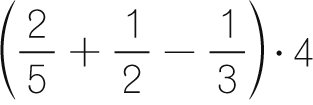 (2/5 + 1/2 − 1/3) · 4